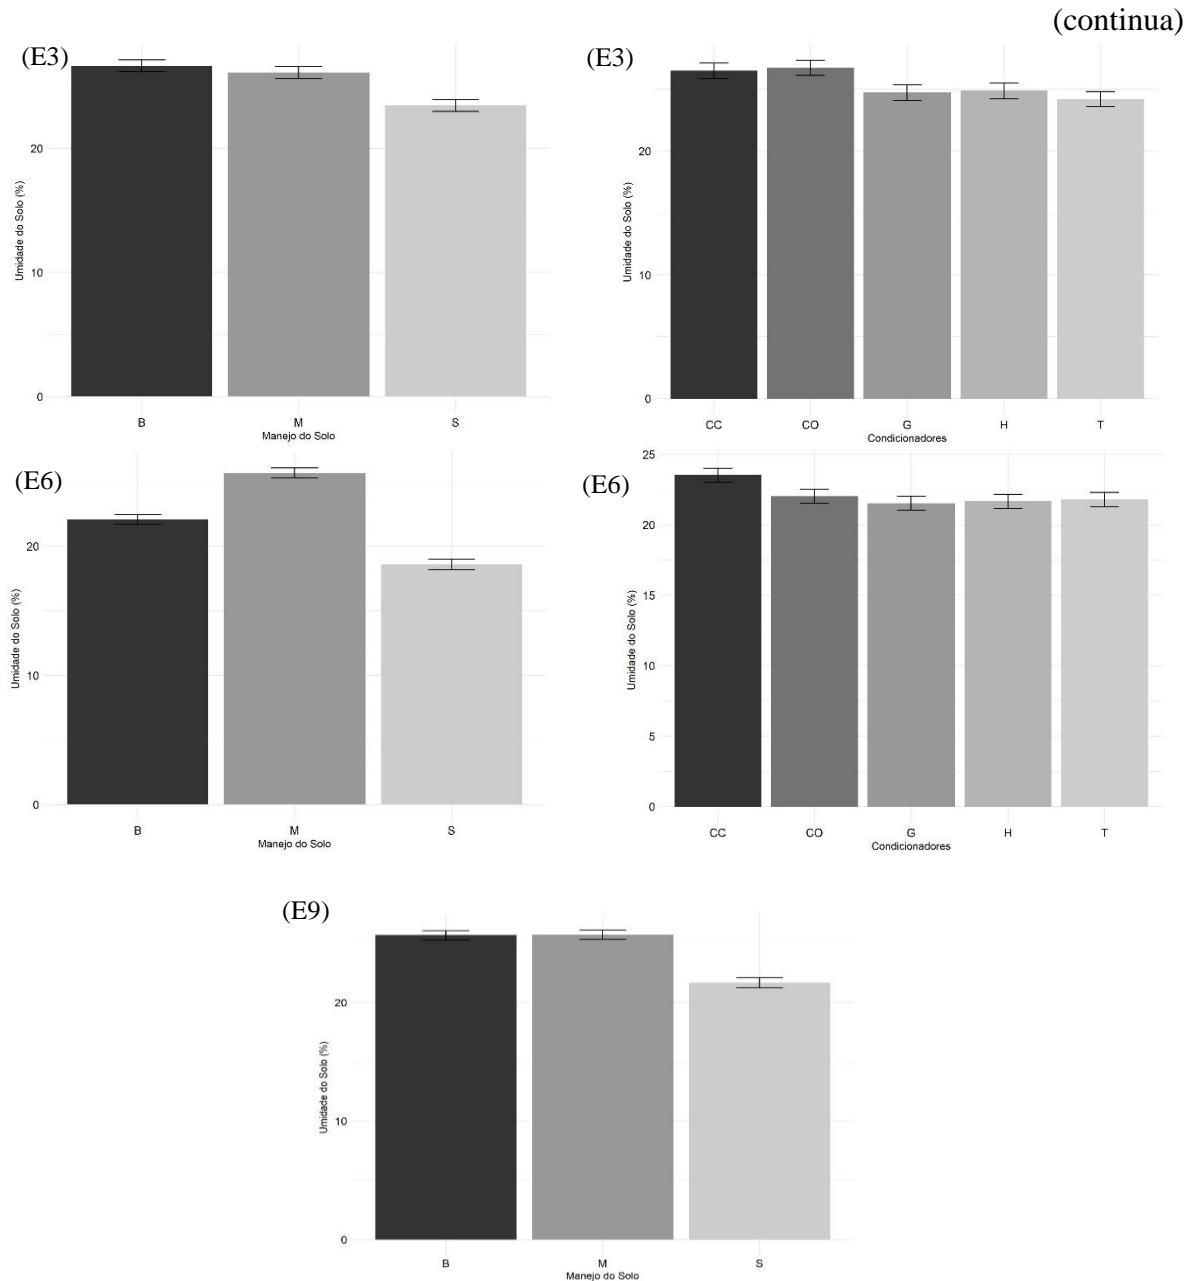 (continua)
(E3)
Umidade do Solo (%)
20
10
0
B M S
Manejo do Solo
(E3)
Umidade do Solo (%)
20
10
0
CC CO G H T
Condicionadores
(E6)
Umidade do Solo (%)
20
10
0
B M S
Manejo do Solo
(E6)
Umidade do Solo (%)
25
20
15
10
5
0
CC CO G H T
Condicionadores
(E9)
Umidade do Solo (%)
20
10
0
B M S
Manejo do Solo